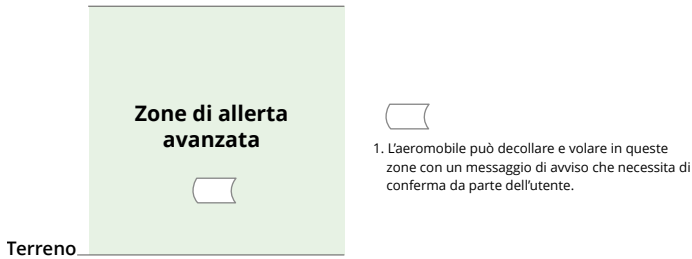 Zone di allerta
avanzata
1. L'aeromobile può decollare e volare in queste
zone con un messaggio di avviso che necessita di
conferma da parte dell'utente.
Terreno